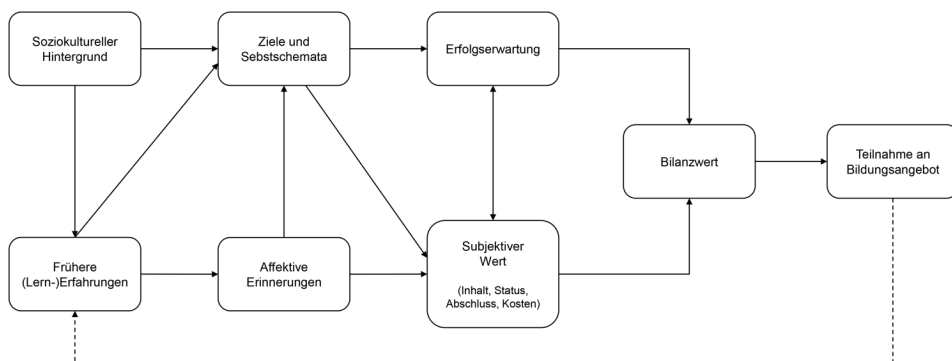 Soziokultureller
Hintergrund
Ziele und
Sebstschemata
Erfolgserwartung
Bilanzwert
Teilnahme an
Bildungsangebot
Frühere
(Lern-)Erfahrungen
Affektive
Erinnerungen
Subjektiver
Wert
(Inhalt, Status,
Abschluss, Kosten)